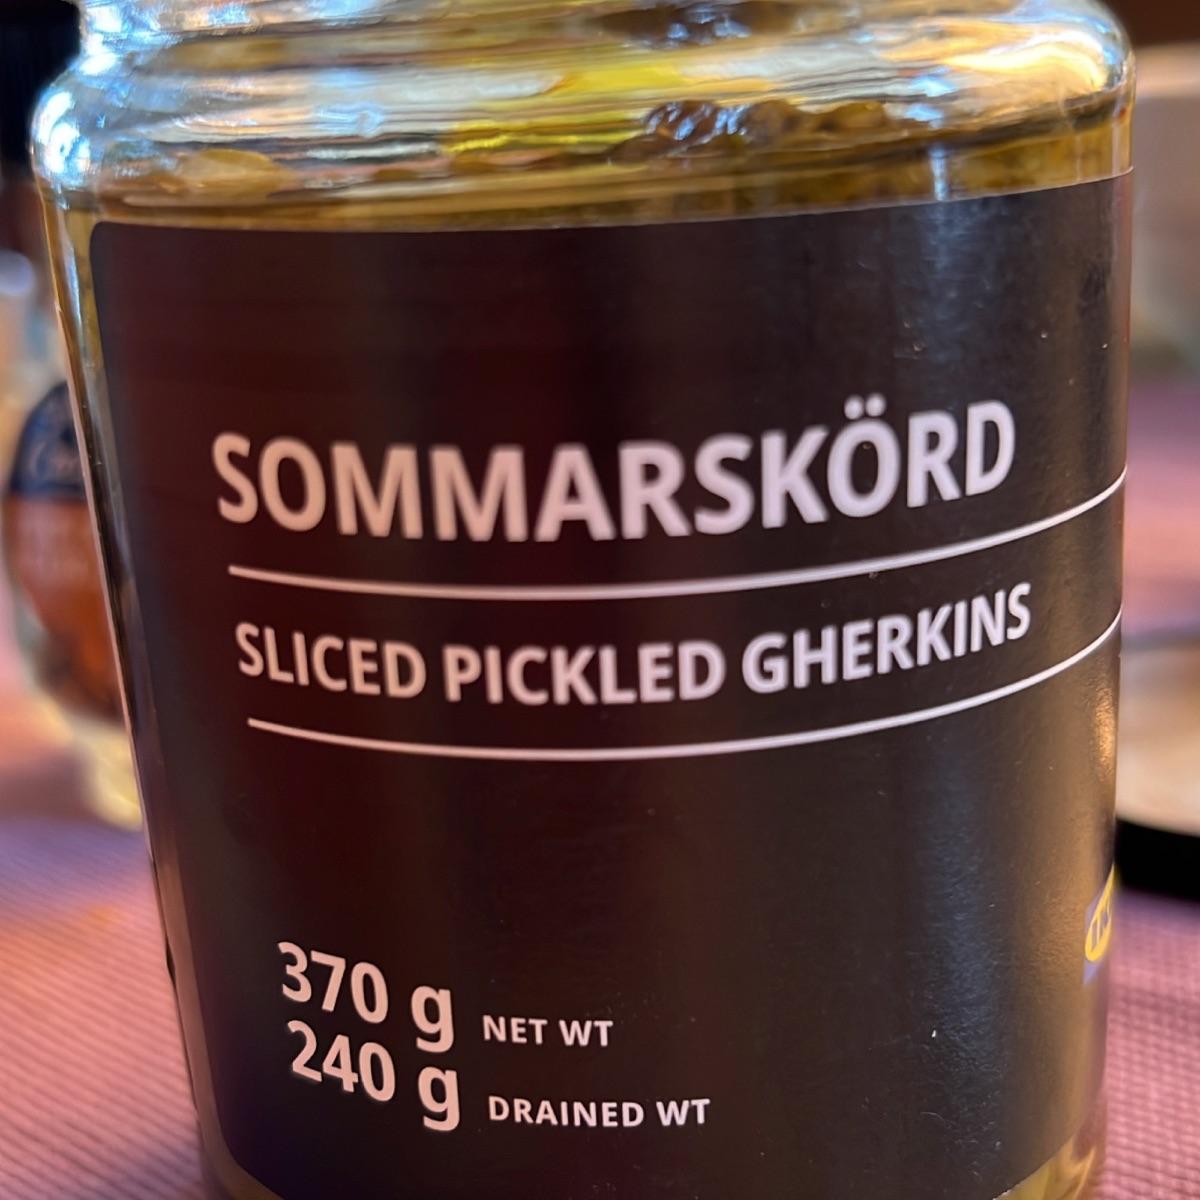 SOMMARSKÖRD
SLICED PICKLED GHERKINS
370 g NET WT
240 g DRAINED WT